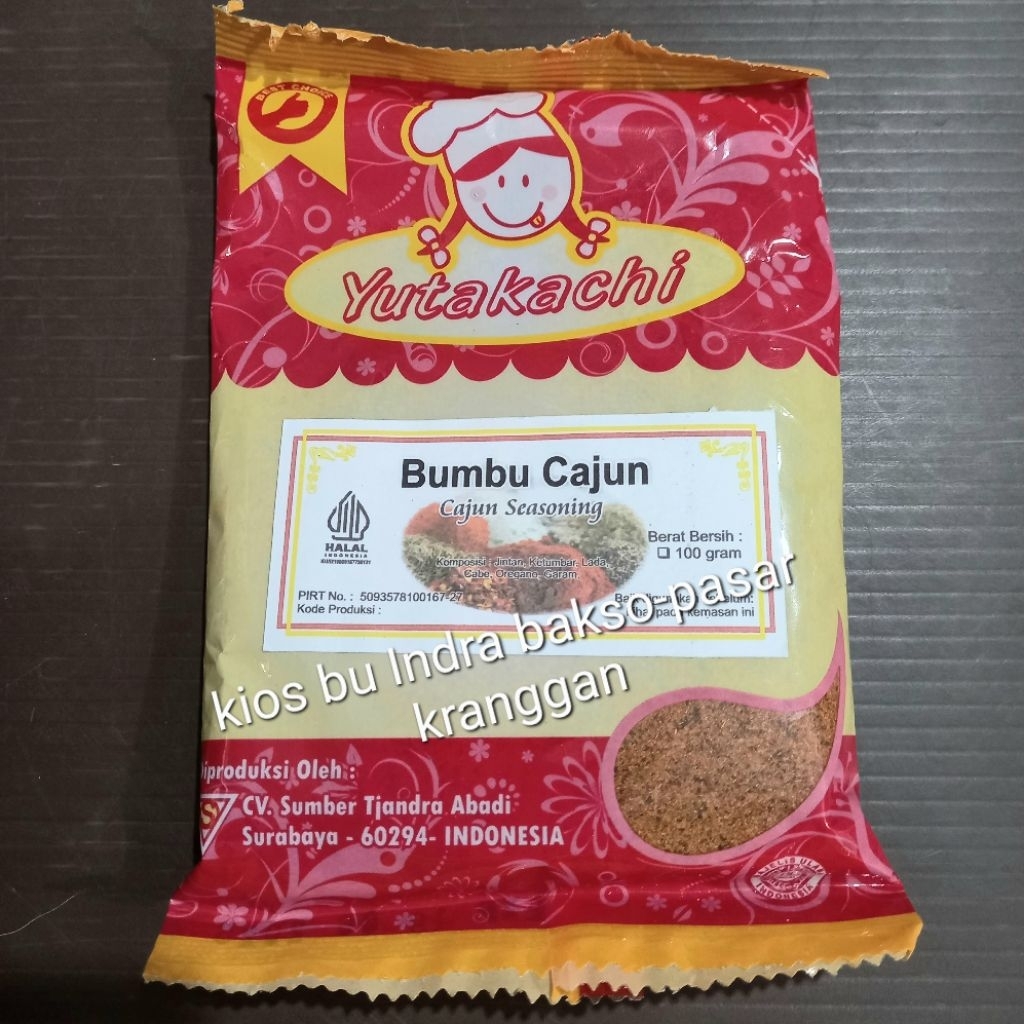 BEST CHOICE
Yutakachi
Bumbu Cajun
Cajun Seasoning
HALAL
INDONESIA
Berat Bersih :
❏ 100 gram
Komposisi : Jintan, Ketumbar, Lada,
Cabe, Oregano, Garam.
PIRT No. : 5093578100167-27
Kode Produksi :
kemasan ini
kios bu Indra bakso-pasar
kranggan
Diproduksi Oleh :
CV. Sumber Tjandra Abadi
Surabaya - 60294- INDONESIA
INDONESIA